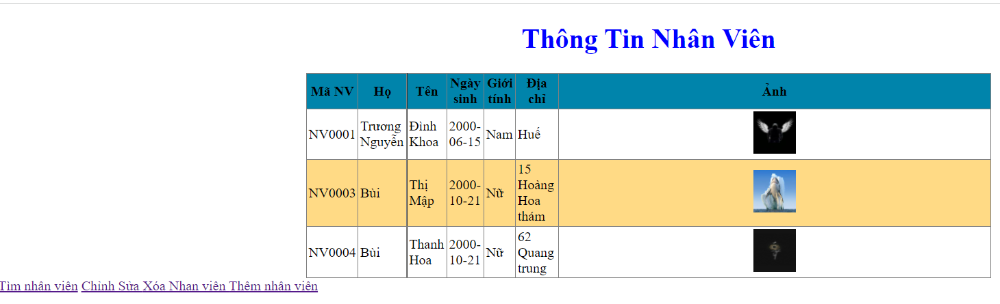 Thông Tin Nhân Viên
Mã NV Họ Tên Ngày sinh Giới tính Địa chỉ Ảnh
NV0001 Trương Nguyễn Đình Khoa 2000-06-15 Nam Huế
NV0003 Bùi Thị Mập 2000-10-21 Nữ 15 Hoàng Hoa thám
NV0004 Bùi Thanh Hoa 2000-10-21 Nữ 62 Quang trung
Tìm nhân viên Chinh Sửa Xóa Nhan viên Thêm nhân viên